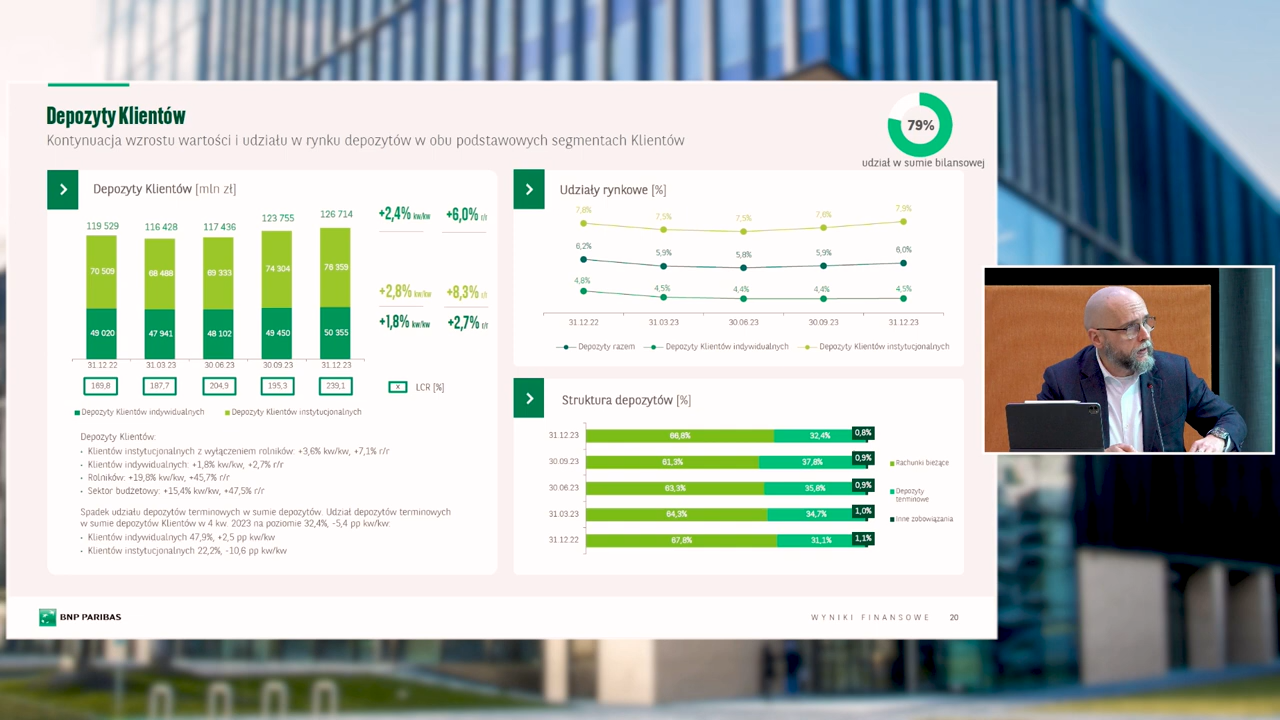 Depozyty Klientów
Kontynuacja wzrostu wartości i udziału w rynku depozytów w obu podstawowych segmentach Klientów
79%
udział w sumie bilansowej
Depozyty Klientów [mln zł]
119 529
116 428
117 436
123 755
126 714
+2,4% kw/kw
+6,0% r/r
70 509
68 488
69 333
74 304
76 359
+2,8% kw/kw
+8,3% r/r
49 020
47 941
48 102
49 450
50 355
+1,8% kw/kw
+2,7% r/r
31.12.22
31.03.23
30.06.23
30.09.23
31.12.23
169,8
187,7
204,9
195,3
239,1
x
LCR [%]
Depozyty Klientów indywidualnych
Depozyty Klientów instytucjonalnych
Depozyty Klientów:
• Klientów instytucjonalnych z wyłączeniem rolników: +3,6% kw/kw, +7,1% r/r
• Klientów indywidualnych: +1,8% kw/kw, +2,7% r/r
• Rolników: +19,8% kw/kw, +45,7% r/r
• Sektor budżetowy: +15,4% kw/kw, +47,5% r/r
Spadek udziału depozytów terminowych w sumie depozytów. Udział depozytów terminowych
w sumie depozytów Klientów w 4 kw. 2023 na poziomie 32,4%, -5,4 pp kw/kw:
• Klientów indywidualnych 47,9%, +2,5 pp kw/kw
• Klientów instytucjonalnych 22,2%, -10,6 pp kw/kw
Udziały rynkowe [%]
7,8%
7,5%
7,5%
7,6%
7,9%
6,2%
5,9%
5,8%
5,9%
6,0%
4,8%
4,5%
4,4%
4,4%
4,5%
31.12.22
31.03.23
30.06.23
30.09.23
31.12.23
Depozyty razem
Depozyty Klientów indywidualnych
Depozyty Klientów instytucjonalnych
Struktura depozytów [%]
31.12.23
66,8%
32,4%
0,8%
30.09.23
61,3%
37,8%
0,9%
30.06.23
63,3%
35,8%
0,9%
31.03.23
64,3%
34,7%
1,0%
31.12.22
67,8%
31,1%
1,1%
Rachunki bieżące
Depozyty
terminowe
Inne zobowiązania
BNP PARIBAS
WYNIKI FINANSOWE
20